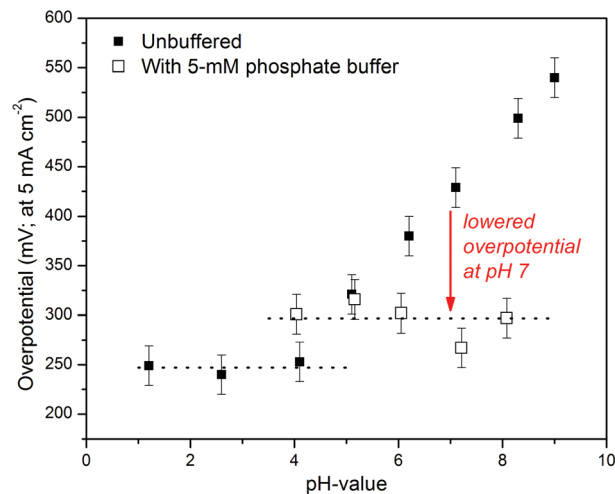 600
550
500
450
400
350
300
250
200
Overpotential (mV; at 5 mA cm⁻²)
Unbuffered
With 5-mM phosphate buffer
lowered
overpotential
at pH 7
0 2 4 6 8 10
pH-value